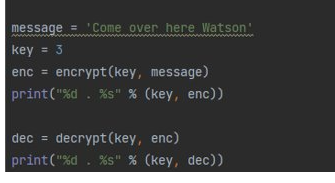 message = 'Come over here Watson'
key = 3
enc = encrypt(key, message)
print("%d . %s" % (key, enc))
dec = decrypt(key, enc)
print("%d . %s" % (key, dec))